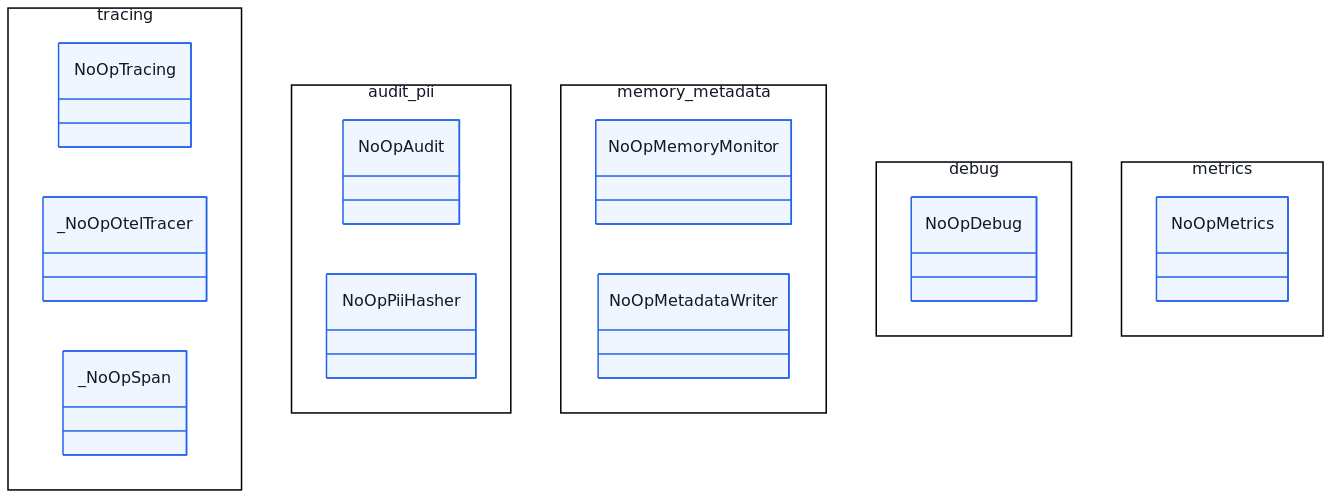 tracing
NoOpTracing
_NoOpOtelTracer
_NoOpSpan
audit_pii
NoOpAudit
NoOpPiiHasher
memory_metadata
NoOpMemoryMonitor
NoOpMetadataWriter
debug
NoOpDebug
metrics
NoOpMetrics